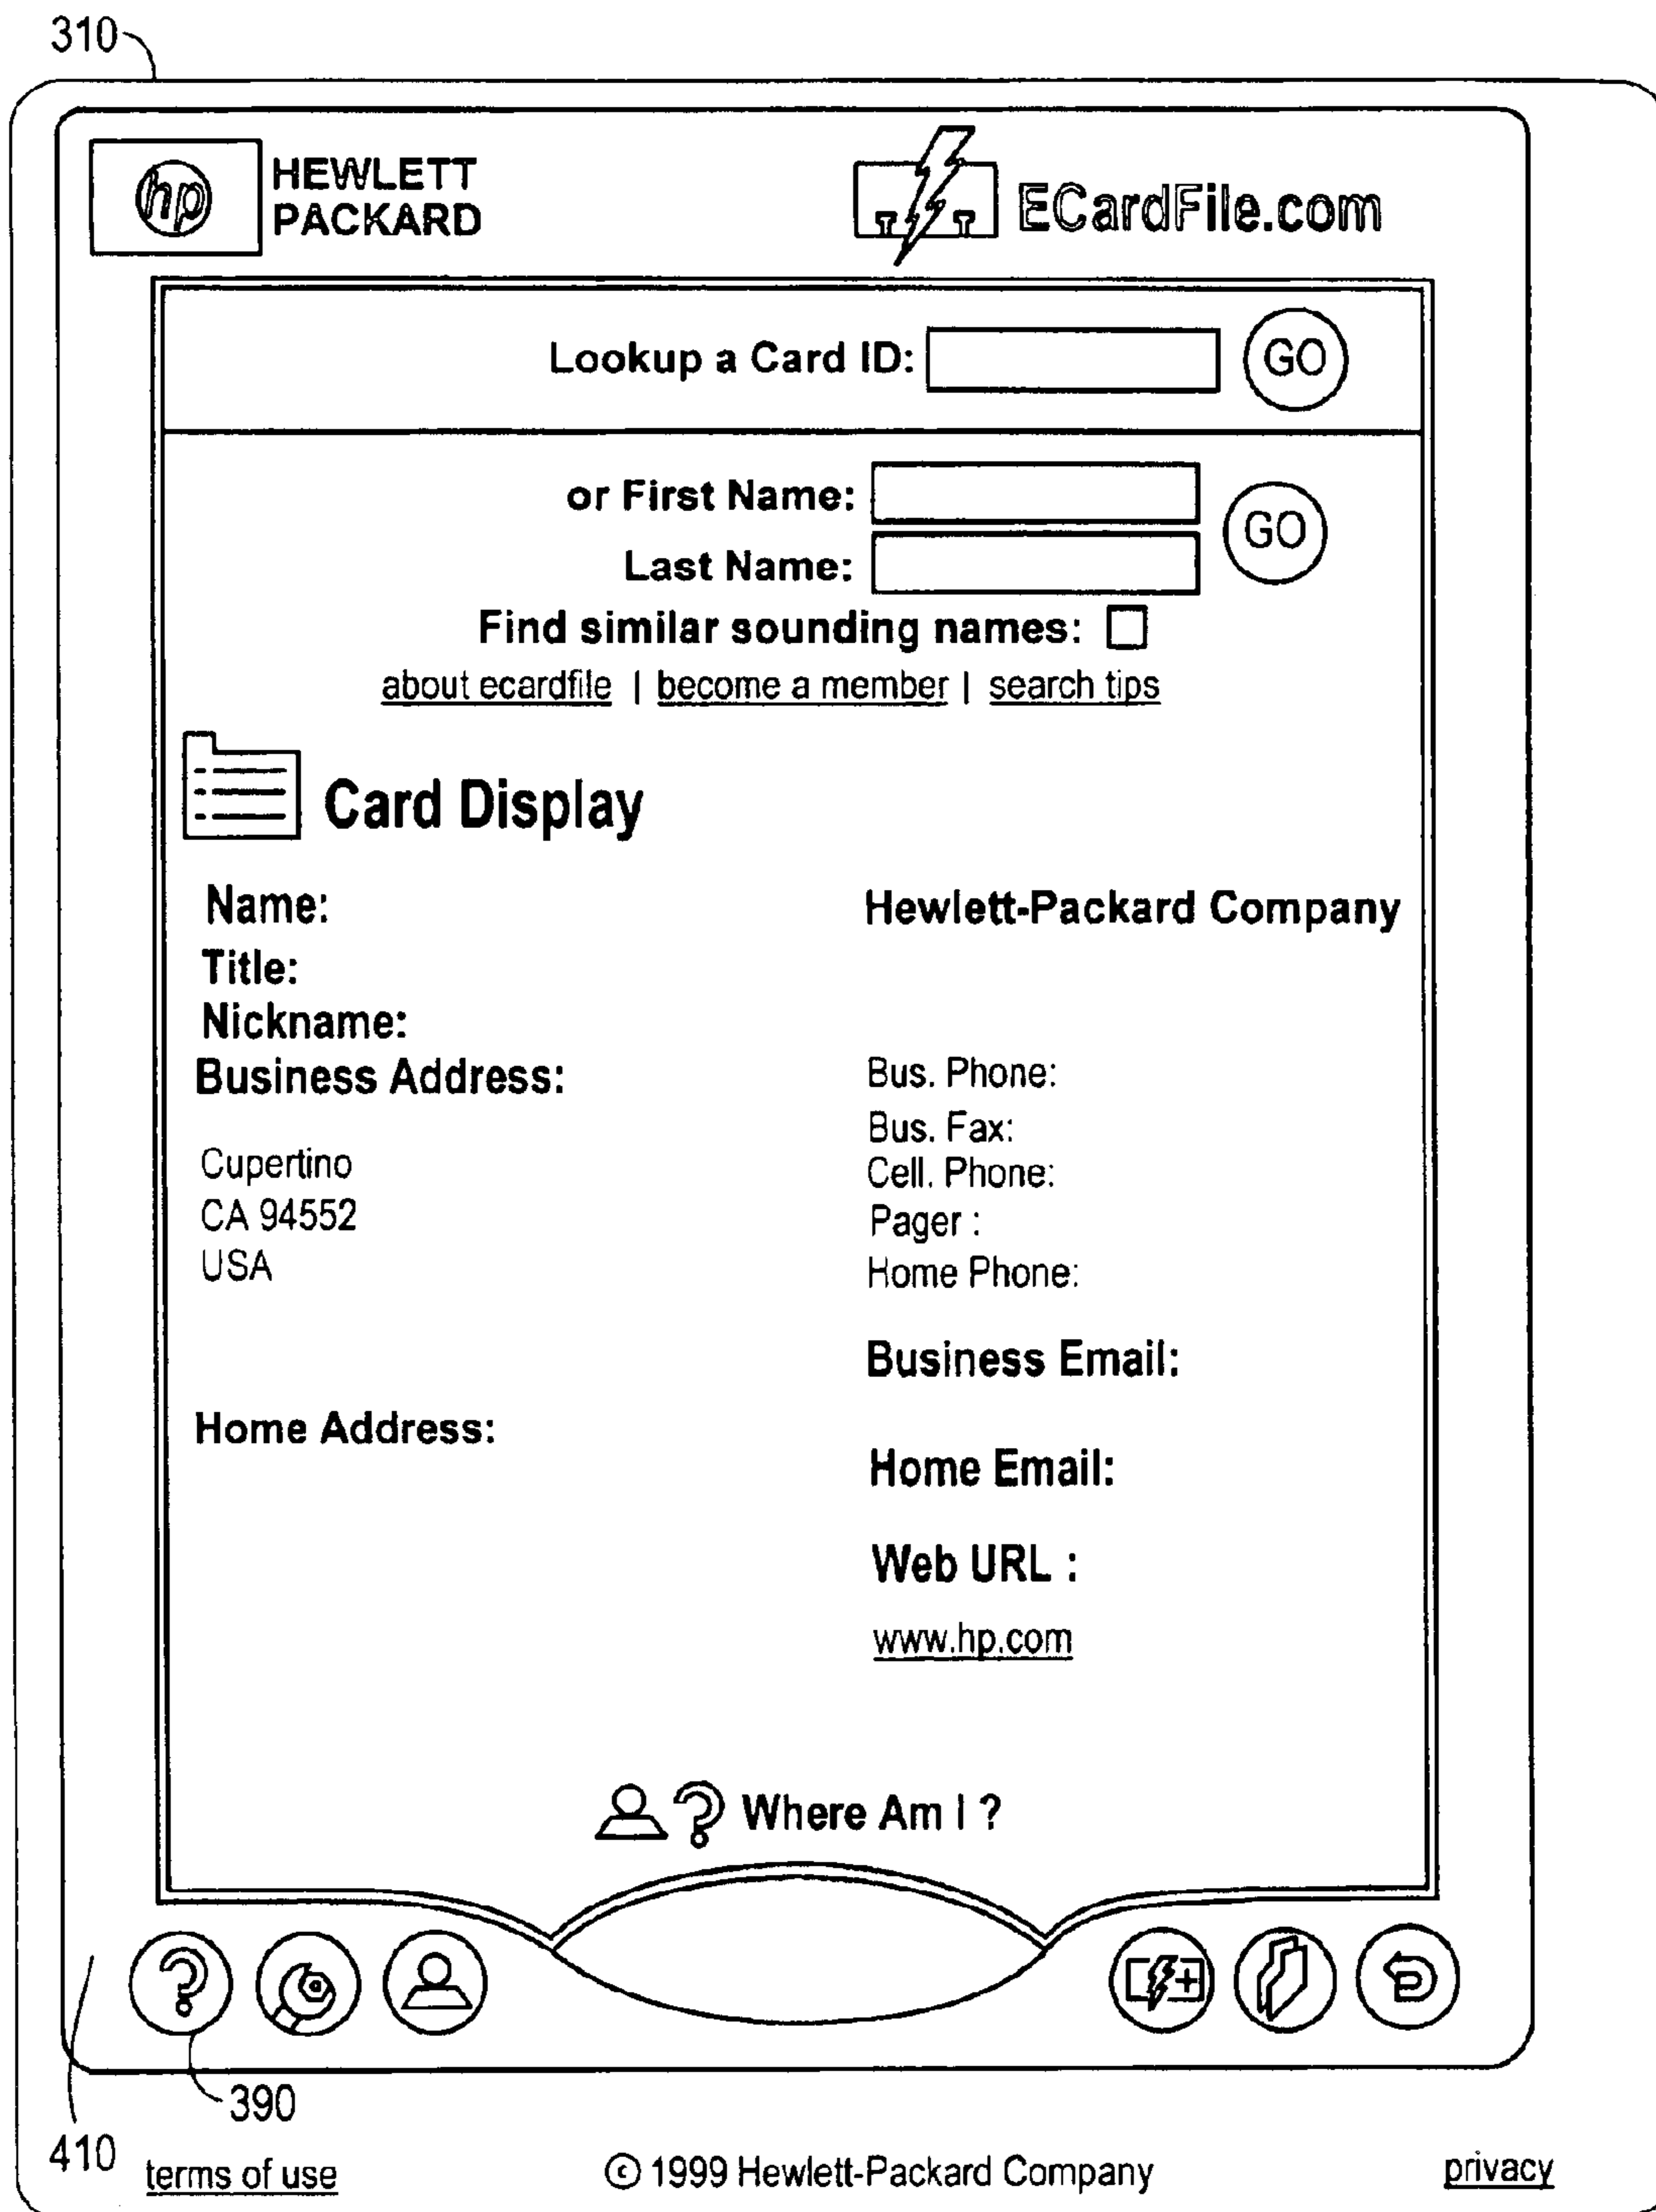 310
hp HEWLETT
PACKARD
ECardFile.com
Lookup a Card ID: GO
or First Name:
GO
Last Name:
Find similar sounding names:
about ecardfile | become a member | search tips
Card Display
Name:
Title:
Nickname:
Business Address:
Cupertino
CA 94552
USA
Home Address:
Hewlett-Packard Company
Bus. Phone:
Bus. Fax:
Cell. Phone:
Pager :
Home Phone:
Business Email:
Home Email:
Web URL :
www.hp.com
? Where Am I ?
?
390
410
terms of use
© 1999 Hewlett-Packard Company
privacy